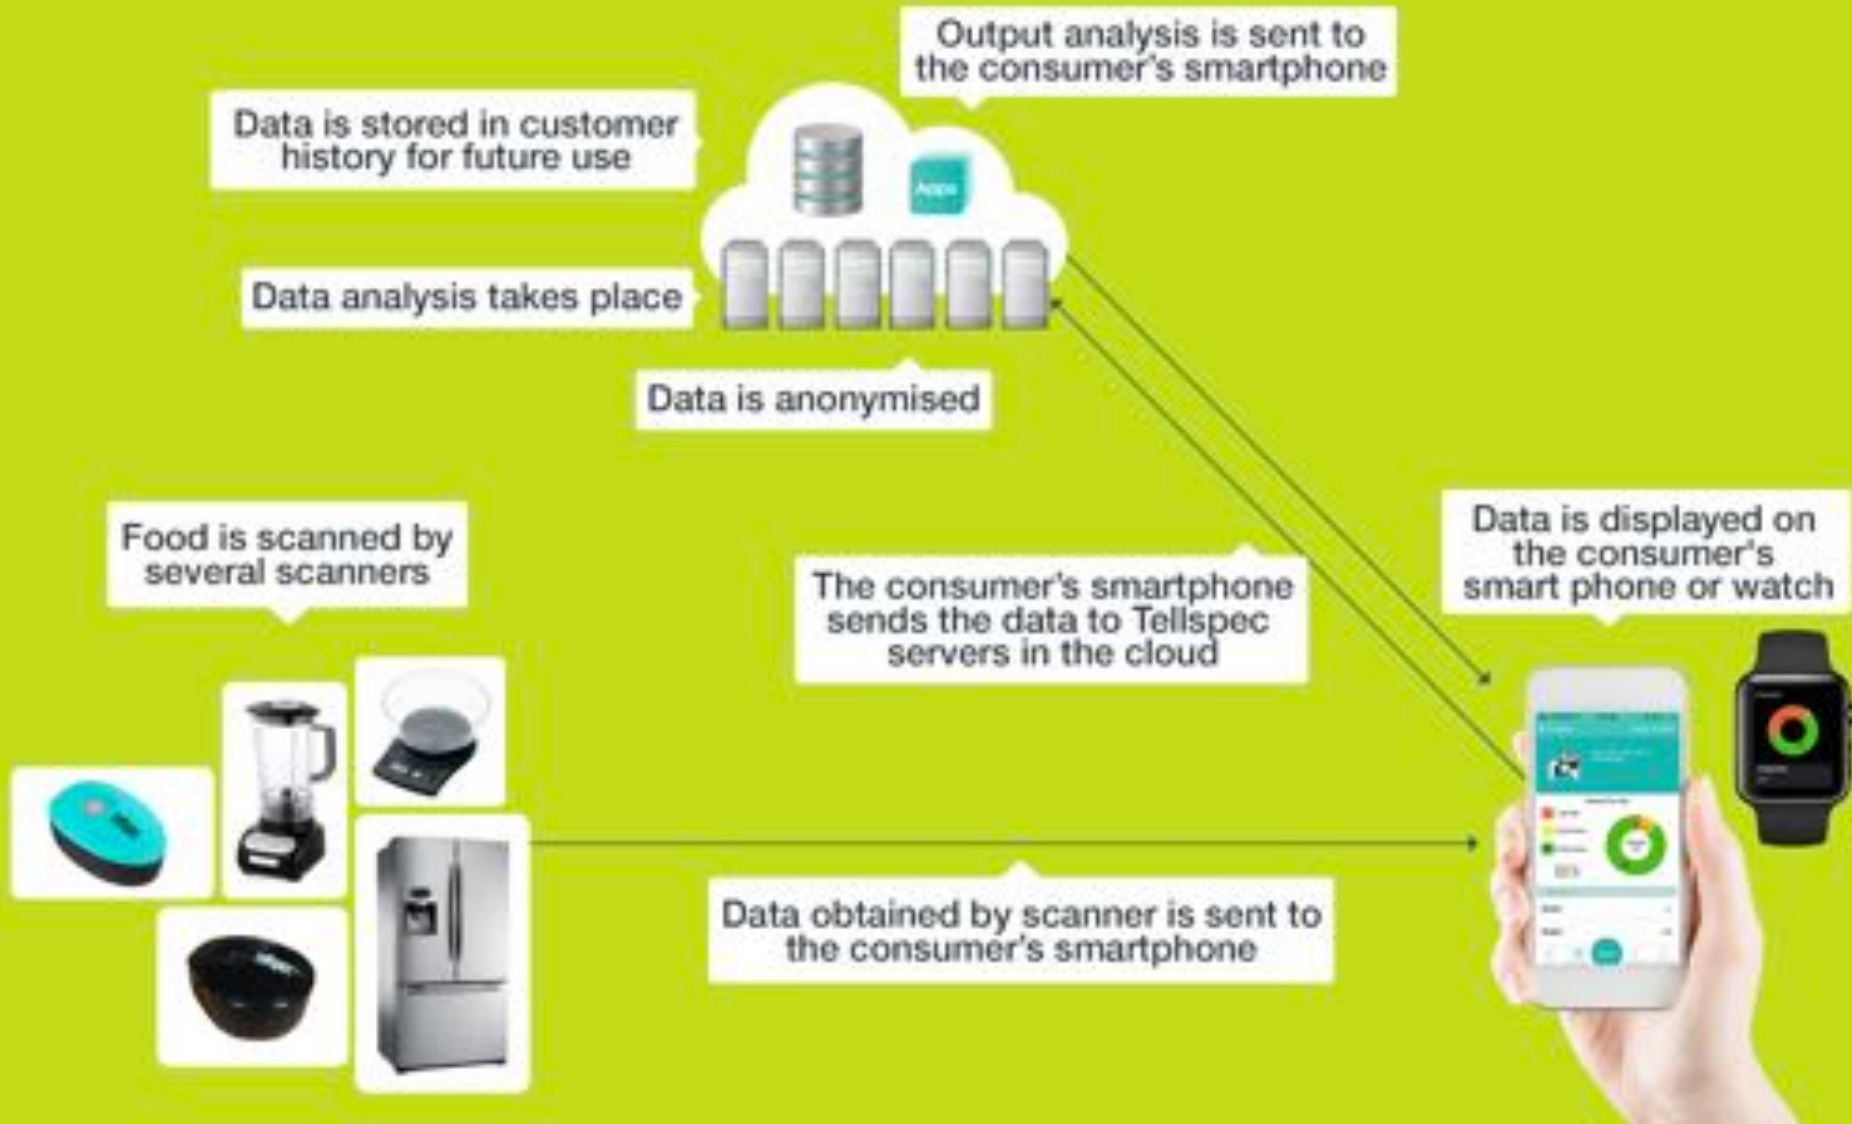 Output analysis is sent to
the consumer's smartphone
Data is stored in customer
history for future use
Apps
Data analysis takes place
Data is anonymised
Food is scanned by
several scanners
The consumer's smartphone
sends the data to Tellspec
servers in the cloud
Data is displayed on
the consumer's
smart phone or watch
Data obtained by scanner is sent to
the consumer's smartphone